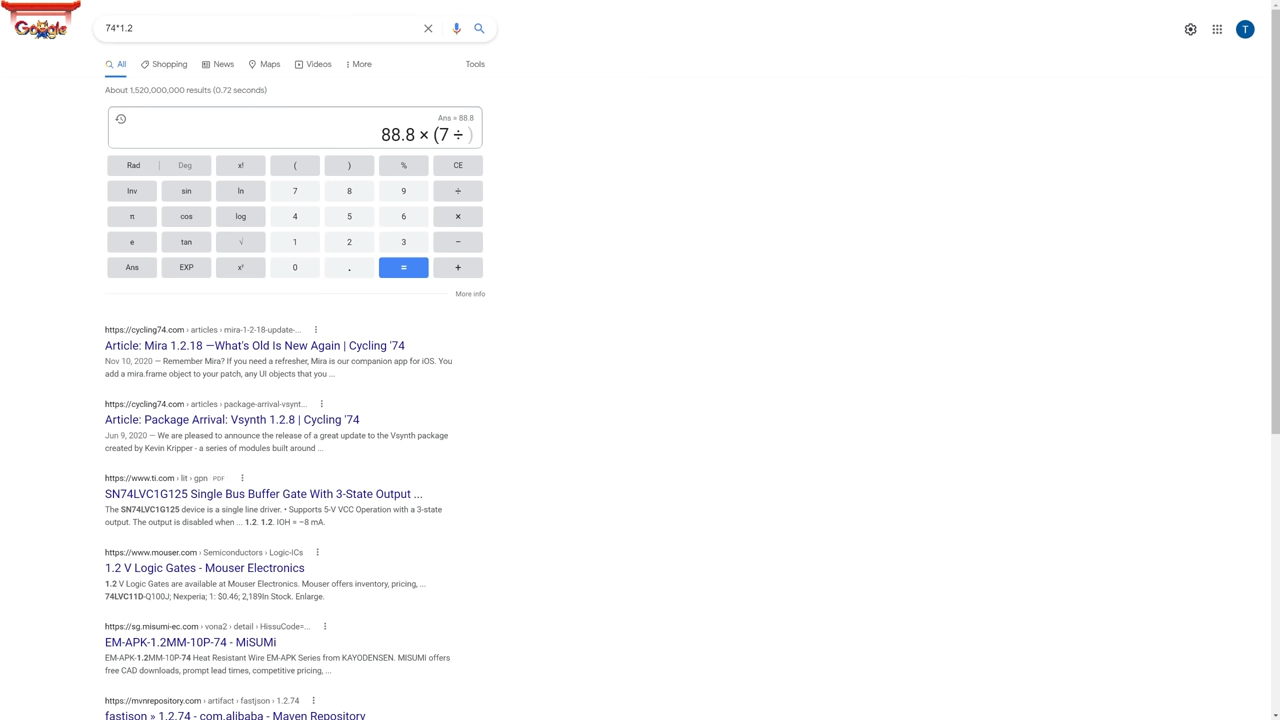 Google
74*1.2
T
All
Shopping
News
Maps
Videos
More
Tools
About 1,520,000,000 results (0.72 seconds)
Ans = 88.8
88.8 × (7 ÷ )
Rad | Deg x! ( ) % CE
Inv sin ln 7 8 9 ÷
π cos log 4 5 6 ×
e tan √ 1 2 3 −
Ans EXP x² 0 . = +
More info
https://cycling74.com › articles › mira-1-2-18-update-...
Article: Mira 1.2.18 —What's Old Is New Again | Cycling '74
Nov 10, 2020 — Remember Mira? If you need a refresher, Mira is our companion app for iOS. You
add a mira.frame object to your patch, any UI objects that you ...
https://cycling74.com › articles › package-arrival-vsynt...
Article: Package Arrival: Vsynth 1.2.8 | Cycling '74
Jun 9, 2020 — We are pleased to announce the release of a great update to the Vsynth package
created by Kevin Kripper - a series of modules built around ...
https://www.ti.com › lit › gpn PDF
SN74LVC1G125 Single Bus Buffer Gate With 3-State Output ...
The SN74LVC1G125 device is a single line driver. • Supports 5-V VCC Operation with a 3-state
output. The output is disabled when ... 1.2. 1.2. IOH = −8 mA.
https://www.mouser.com › Semiconductors › Logic-ICs
1.2 V Logic Gates - Mouser Electronics
1.2 V Logic Gates are available at Mouser Electronics. Mouser offers inventory, pricing, ...
74LVC11D-Q100J; Nexperia; 1: $0.46; 2,189In Stock. Enlarge.
https://sg.misumi-ec.com › vona2 › detail › HissuCode=...
EM-APK-1.2MM-10P-74 - MiSUMi
EM-APK-1.2MM-10P-74 Heat Resistant Wire EM-APK Series from KAYODENSEN. MISUMI offers
free CAD downloads, prompt lead times, competitive pricing, ...
https://mvnrepository.com › artifact › fastjson › 1.2.74
fastjson » 1.2.74 - com.alibaba - Maven Repository